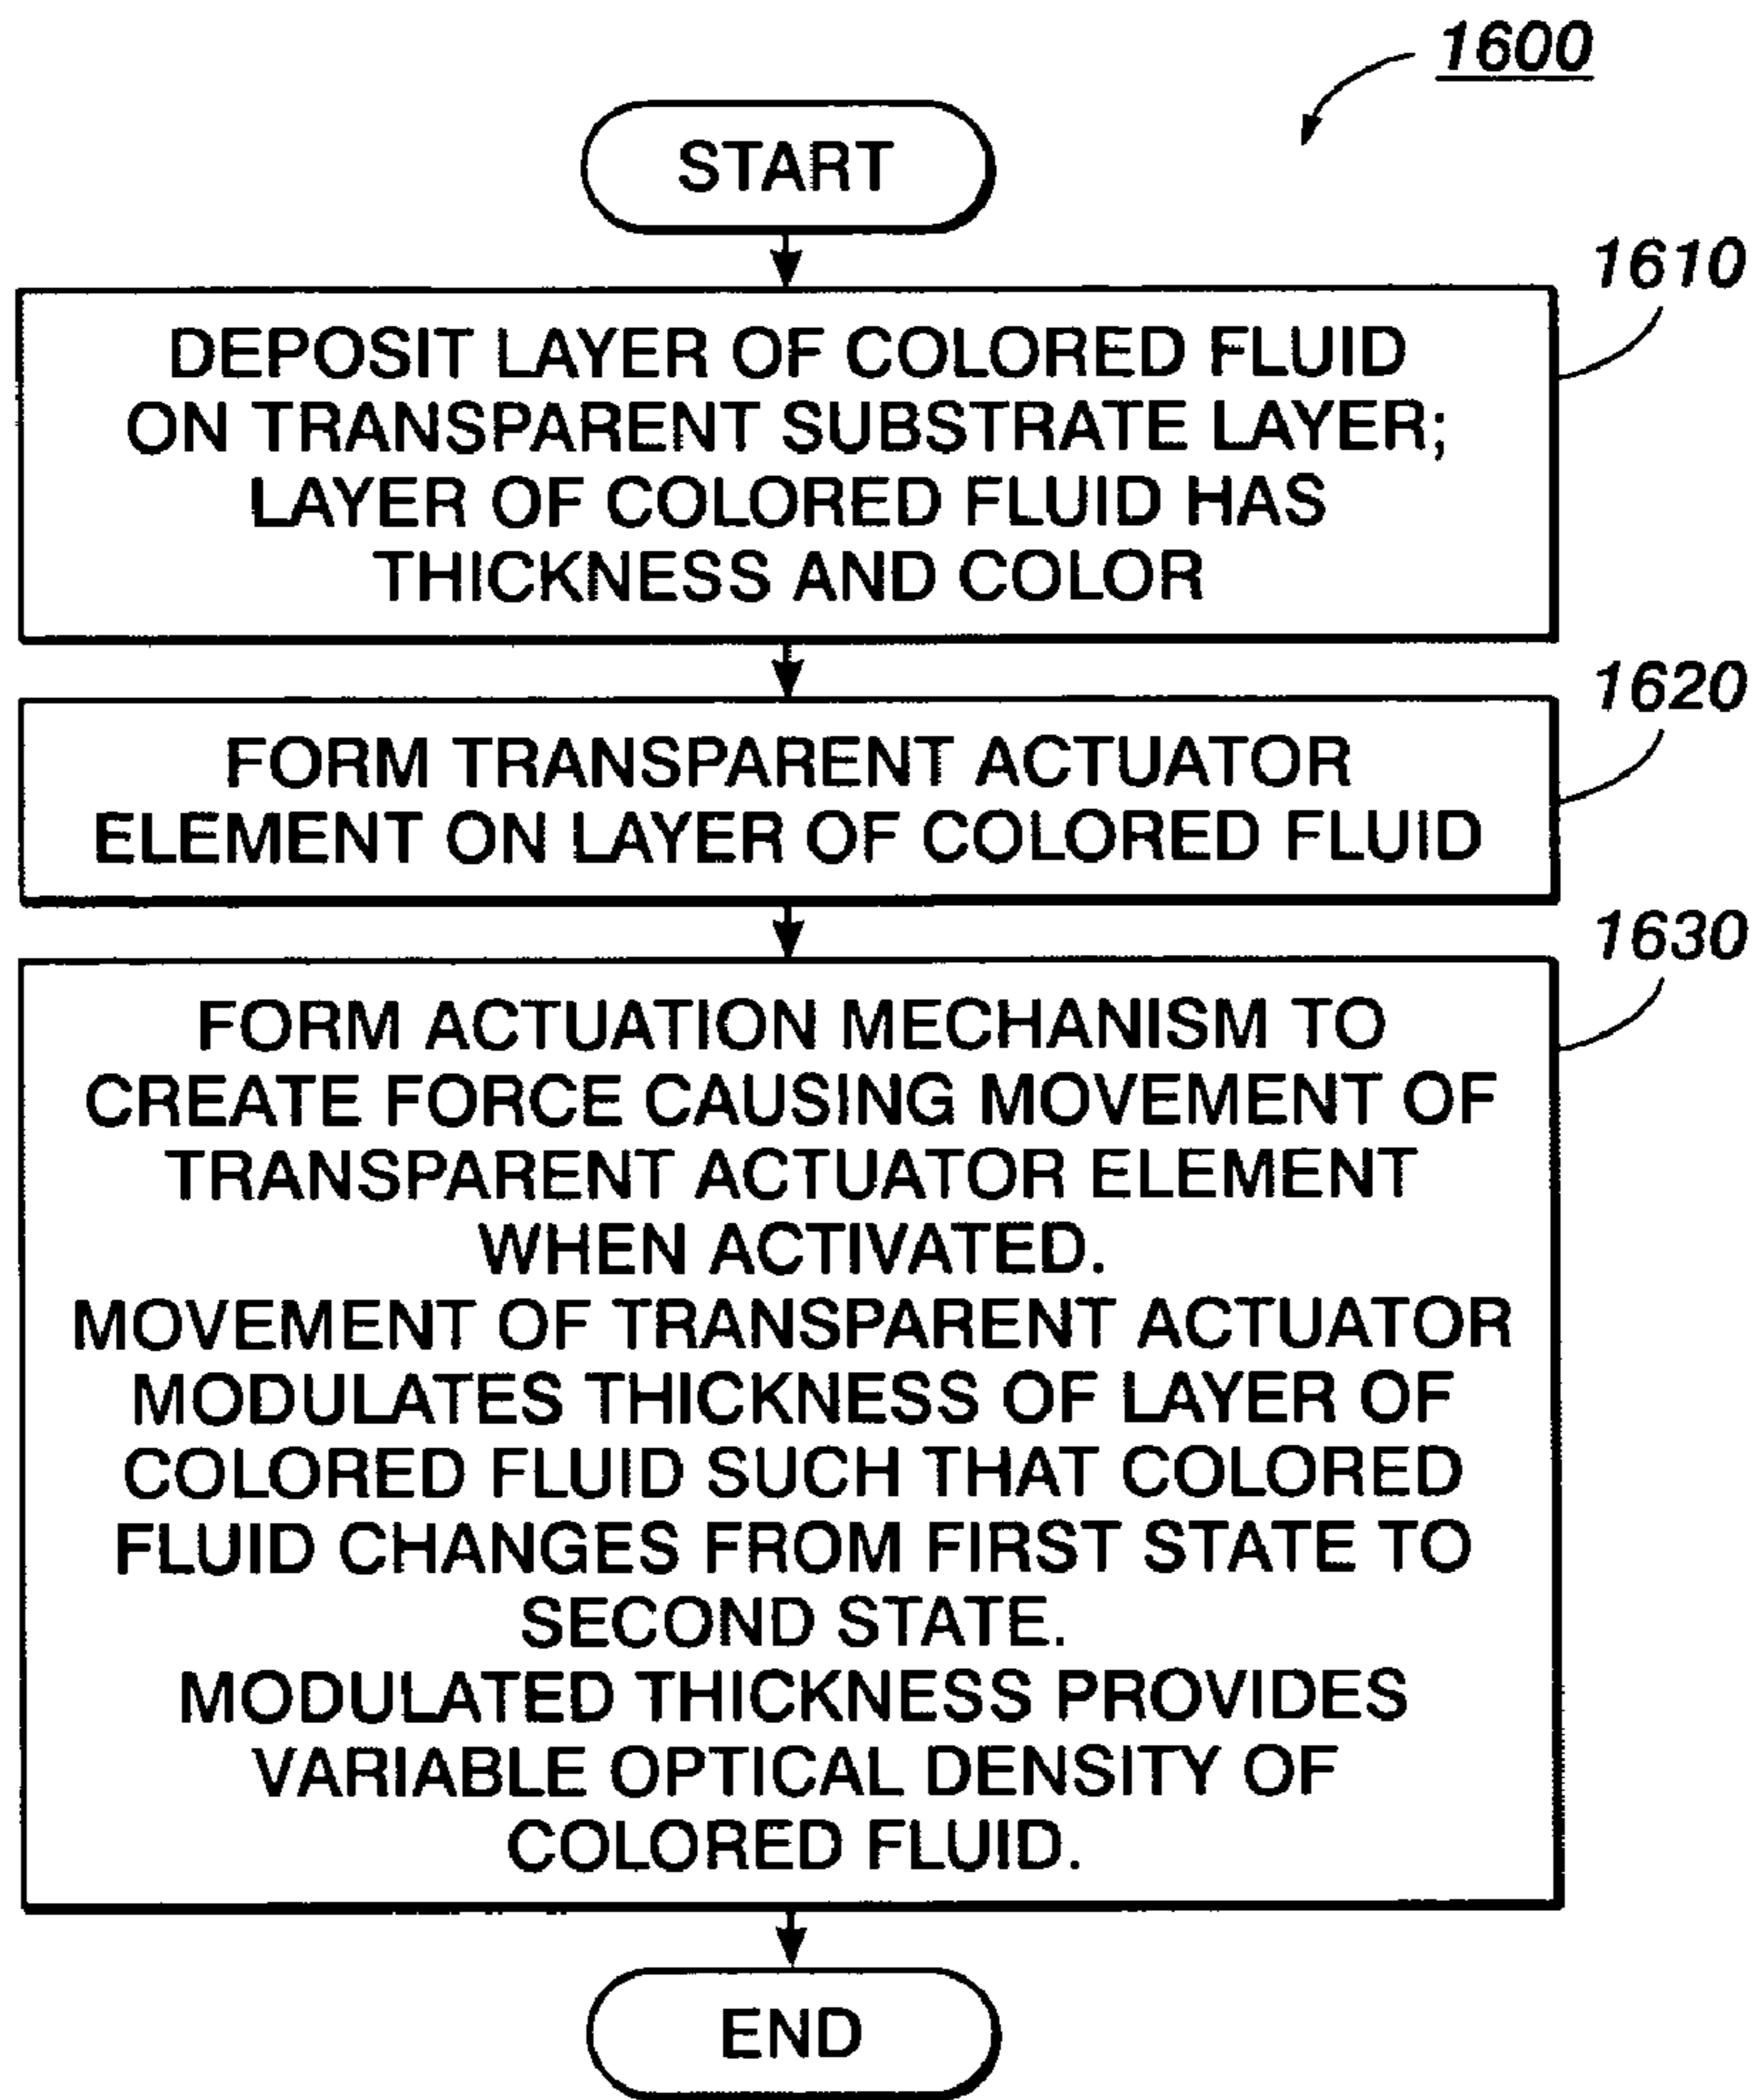 1600
START
1610
DEPOSIT LAYER OF COLORED FLUID
ON TRANSPARENT SUBSTRATE LAYER;
LAYER OF COLORED FLUID HAS
THICKNESS AND COLOR
1620
FORM TRANSPARENT ACTUATOR
ELEMENT ON LAYER OF COLORED FLUID
1630
FORM ACTUATION MECHANISM TO
CREATE FORCE CAUSING MOVEMENT OF
TRANSPARENT ACTUATOR ELEMENT
WHEN ACTIVATED.
MOVEMENT OF TRANSPARENT ACTUATOR
MODULATES THICKNESS OF LAYER OF
COLORED FLUID SUCH THAT COLORED
FLUID CHANGES FROM FIRST STATE TO
SECOND STATE.
MODULATED THICKNESS PROVIDES
VARIABLE OPTICAL DENSITY OF
COLORED FLUID.
END